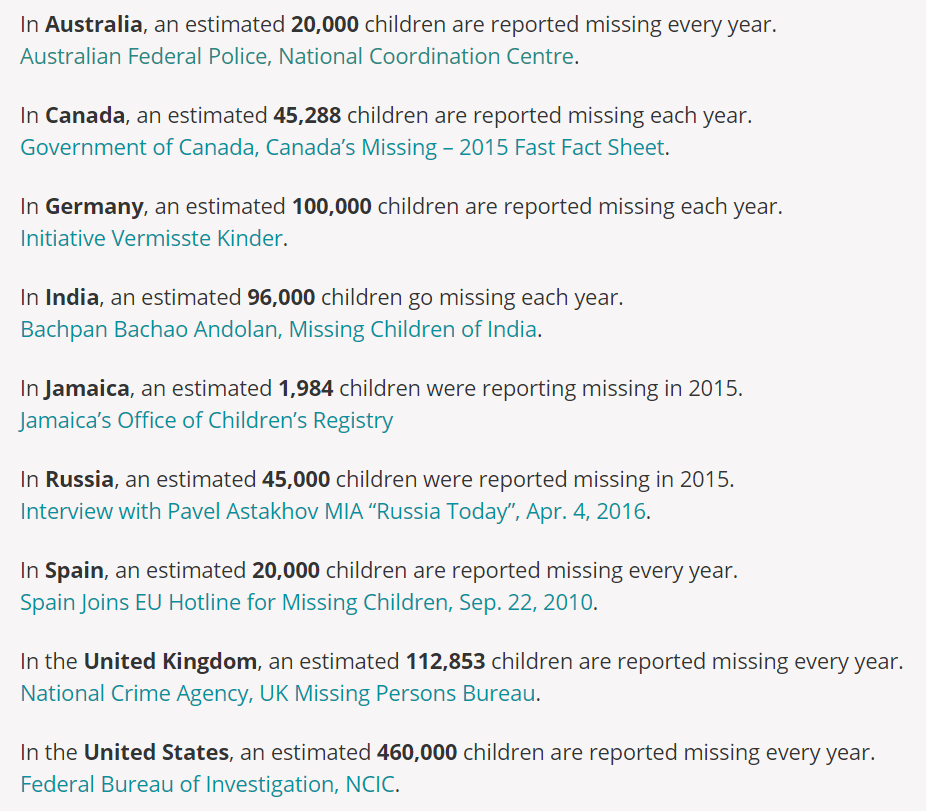 In Australia, an estimated 20,000 children are reported missing every year.
Australian Federal Police, National Coordination Centre.
In Canada, an estimated 45,288 children are reported missing each year.
Government of Canada, Canada’s Missing – 2015 Fast Fact Sheet.
In Germany, an estimated 100,000 children are reported missing each year.
Initiative Vermisste Kinder.
In India, an estimated 96,000 children go missing each year.
Bachpan Bachao Andolan, Missing Children of India.
In Jamaica, an estimated 1,984 children were reporting missing in 2015.
Jamaica’s Office of Children’s Registry
In Russia, an estimated 45,000 children were reported missing in 2015.
Interview with Pavel Astakhov MIA “Russia Today”, Apr. 4, 2016.
In Spain, an estimated 20,000 children are reported missing every year.
Spain Joins EU Hotline for Missing Children, Sep. 22, 2010.
In the United Kingdom, an estimated 112,853 children are reported missing every year.
National Crime Agency, UK Missing Persons Bureau.
In the United States, an estimated 460,000 children are reported missing every year.
Federal Bureau of Investigation, NCIC.